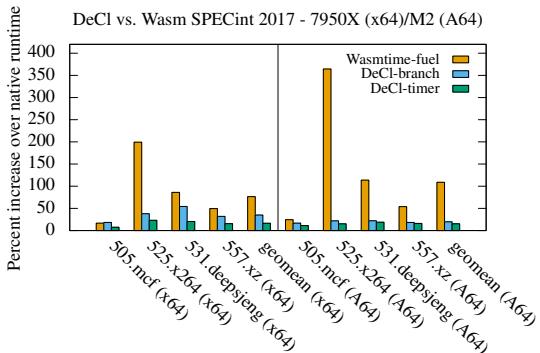 DeCl vs. Wasm SPECint 2017 - 7950X (x64)/M2 (A64)
Percent increase over native runtime
400
350
300
250
200
150
100
50
0
Wasmtime-fuel
DeCl-branch
DeCl-timer
505.mcf (x64)
525.x264 (x64)
531.deepsjeng (x64)
557.xz (x64)
geomean (x64)
505.mcf (A64)
525.x264 (A64)
531.deepsjeng (A64)
557.xz (A64)
geomean (A64)